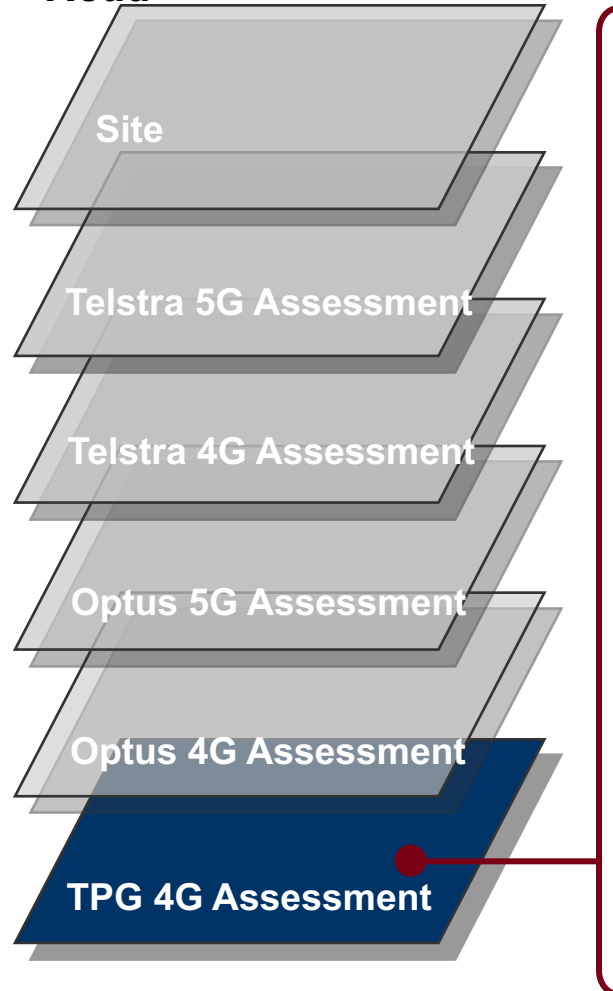 Site
Telstra 5G Assessment
Telstra 4G Assessment
Optus 5G Assessment
Optus 4G Assessment
TPG 4G Assessment